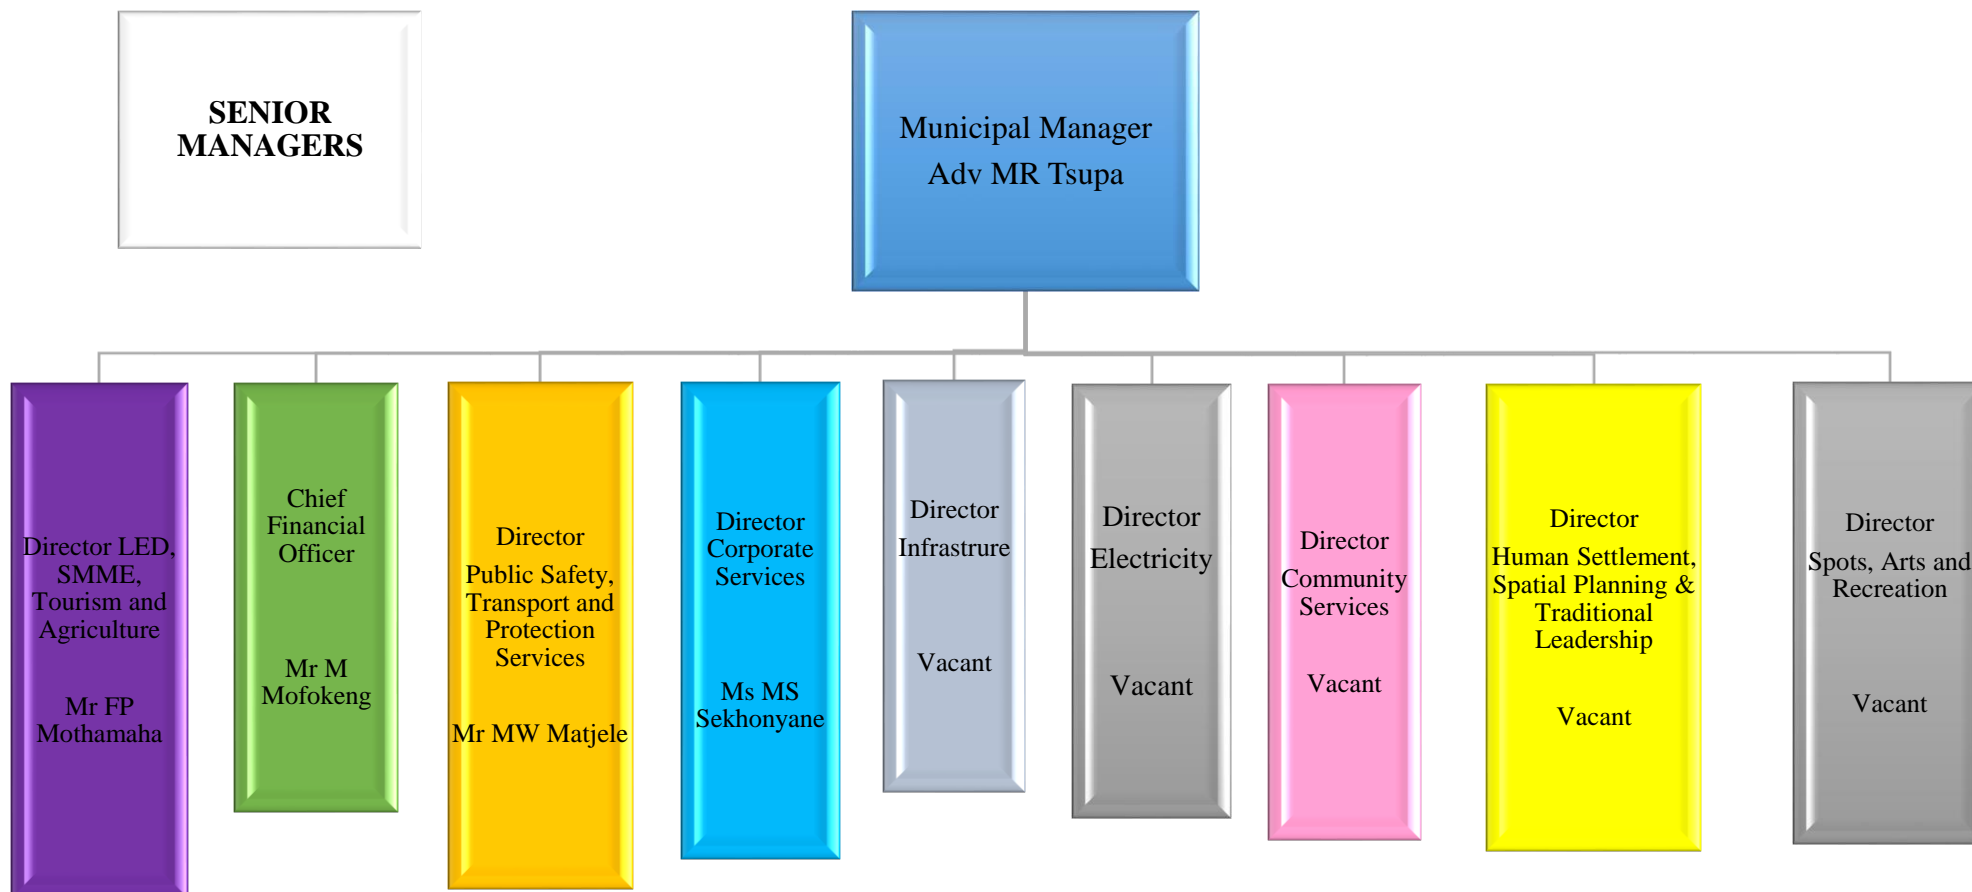 SENIOR
MANAGERS
Municipal Manager
Adv MR Tsupa
Director LED,
SMME,
Tourism and
Agriculture
Mr FP
Mothamaha
Chief
Financial
Officer
Mr M
Mofokeng
Director
Public Safety,
Transport and
Protection
Services
Mr MW Matjele
Director
Corporate
Services
Ms MS
Sekhonyane
Director
Infrastrure
Vacant
Director
Electricity
Vacant
Director
Community
Services
Vacant
Director
Human Settlement,
Spatial Planning &
Traditional
Leadership
Vacant
Director
Spots, Arts and
Recreation
Vacant